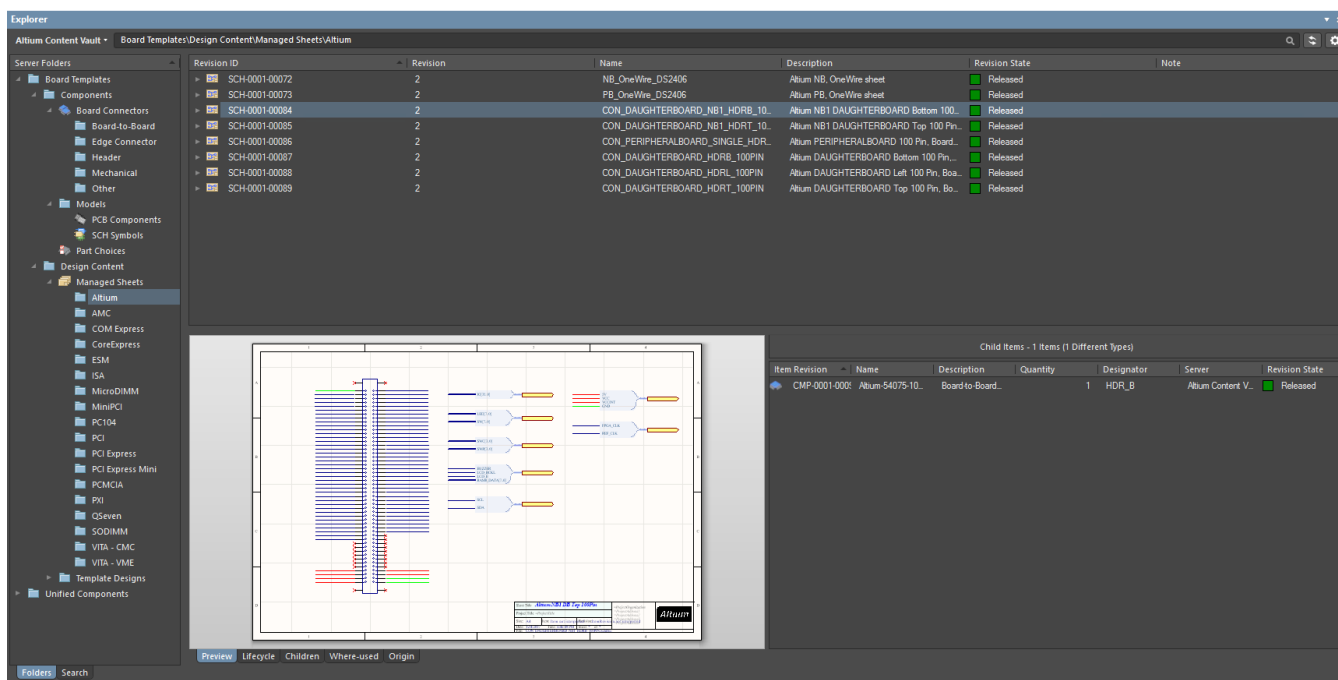 Explorer
Altium Content Vault Board Templates\Design Content\Managed Sheets\Altium
Server Folders
Board Templates
Components
Board Connectors
Board-to-Board
Edge Connector
Header
Mechanical
Other
Models
PCB Components
SCH Symbols
Part Choices
Design Content
Managed Sheets
Altium
AMC
COM Express
CoreExpress
ESM
ISA
MicroDIMM
MiniPCI
PC104
PCI
PCI Express
PCI Express Mini
PCMCIA
PXI
QSeven
SODIMM
VITA - CMC
VITA - VME
Template Designs
Unified Components
Folders Search
Revision ID Revision Name Description Revision State Note
SCH-0001-00072 2 NB_OneWire_DS2406 Altium NB, OneWire sheet Released
SCH-0001-00073 2 PB_OneWire_DS2406 Altium PB, OneWire sheet Released
SCH-0001-00084 2 CON_DAUGHTERBOARD_NB1_HDRB_10... Altium NB1 DAUGHTERBOARD Bottom 100... Released
SCH-0001-00085 2 CON_DAUGHTERBOARD_NB1_HDRT_10... Altium NB1 DAUGHTERBOARD Top 100 Pin... Released
SCH-0001-00086 2 CON_PERIPHERALBOARD_SINGLE_HDR... Altium PERIPHERALBOARD 100 Pin, Board... Released
SCH-0001-00087 2 CON_DAUGHTERBOARD_HDRB_100PIN Altium DAUGHTERBOARD Bottom 100 Pin,... Released
SCH-0001-00088 2 CON_DAUGHTERBOARD_HDRL_100PIN Altium DAUGHTERBOARD Left 100 Pin, Boa... Released
SCH-0001-00089 2 CON_DAUGHTERBOARD_HDRT_100PIN Altium DAUGHTERBOARD Top 100 Pin, Bo... Released
Altium NB1 DB Top 100Pin
Altium
Preview Lifecycle Children Where-used Origin
Child Items - 1 Items (1 Different Types)
Item Revision Name Description Quantity Designator Server Revision State
CMP-0001-000 Altium-54075-10... Board-to-Board... 1 HDR_B Altium Content V... Released